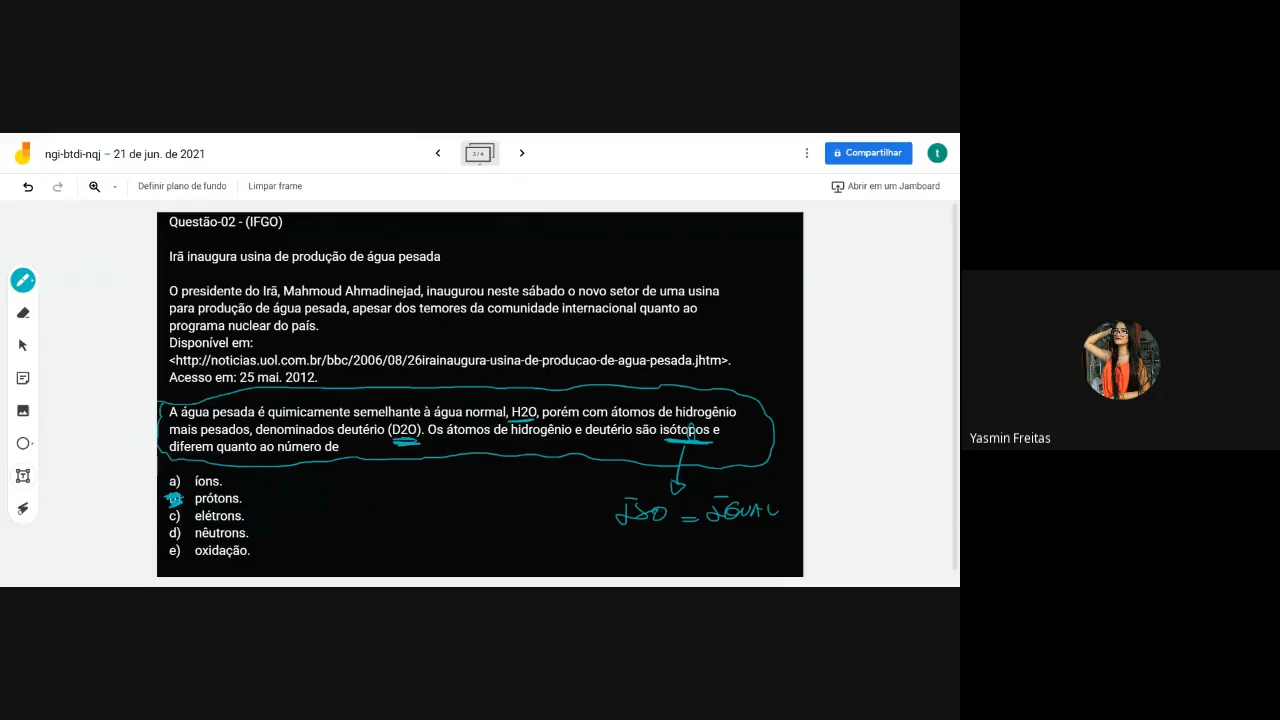 ngi-btdi-nqj – 21 de jun. de 2021
3 / 4
Compartilhar
t
Definir plano de fundo
Limpar frame
Abrir em um Jamboard
Questão-02 - (IFGO)
Irã inaugura usina de produção de água pesada
O presidente do Irã, Mahmoud Ahmadinejad, inaugurou neste sábado o novo setor de uma usina
para produção de água pesada, apesar dos temores da comunidade internacional quanto ao
programa nuclear do país.
Disponível em:
<http://noticias.uol.com.br/bbc/2006/08/26irainaugura-usina-de-producao-de-agua-pesada.jhtm>.
Acesso em: 25 mai. 2012.
A água pesada é quimicamente semelhante à água normal, H2O, porém com átomos de hidrogênio
mais pesados, denominados deutério (D2O). Os átomos de hidrogênio e deutério são isótopos e
diferem quanto ao número de
a) íons.
prótons.
c) elétrons.
d) nêutrons.
e) oxidação.
ISO = IGUAL
Yasmin Freitas